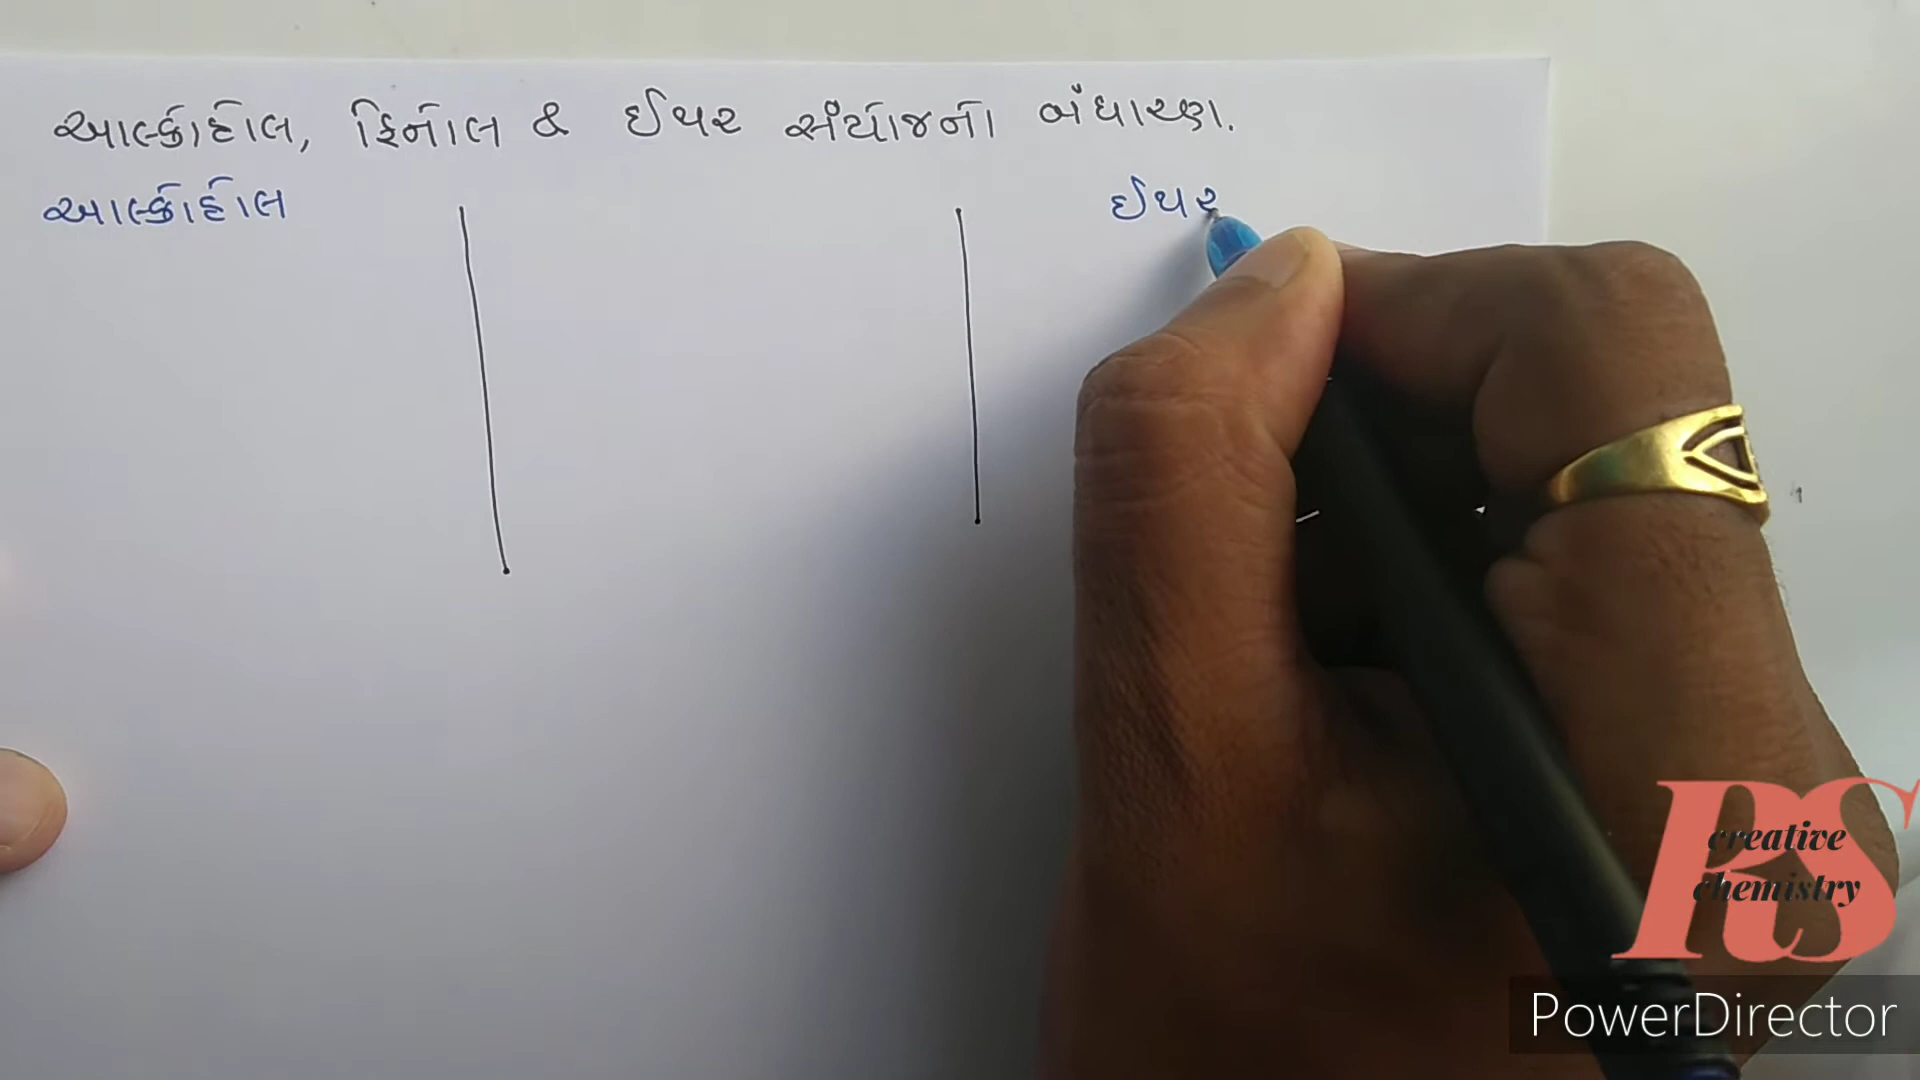 આલ્કોહોલ, ફિનોલ & ઈથર સંયોજનો બંધારણ.
આલ્કોહોલ ઈથર
RS
creative
chemistry
PowerDirector